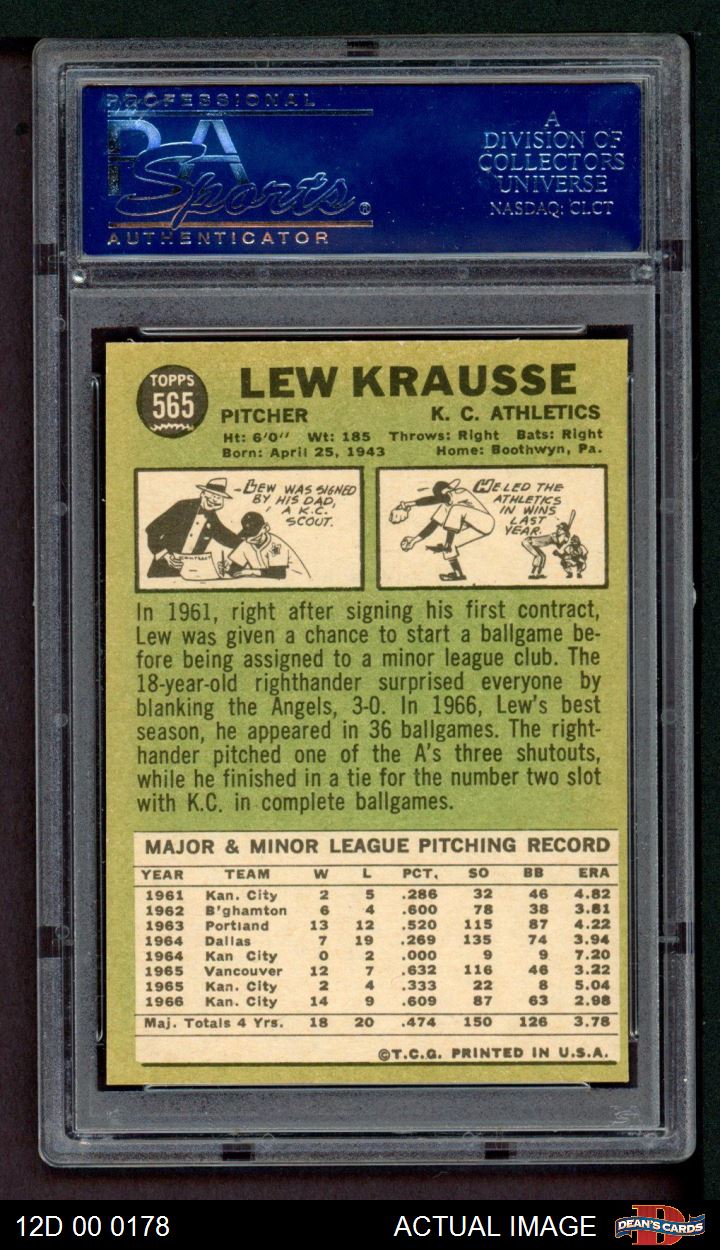 PROFESSIONAL
PSA
Sports®
AUTHENTICATOR
A
DIVISION OF
COLLECTORS
UNIVERSE
NASDAQ: CLCT
TOPPS
565
LEW KRAUSSE
PITCHER K. C. ATHLETICS
Ht: 6'0'' Wt: 185 Throws: Right Bats: Right
Born: April 25, 1943 Home: Boothwyn, Pa.
LEW WAS SIGNED
BY HIS DAD,
A K.C.
SCOUT.
CONTRACT
HE LED THE
ATHLETICS
IN WINS
LAST
YEAR.
In 1961, right after signing his first contract,
Lew was given a chance to start a ballgame be-
fore being assigned to a minor league club. The
18-year-old righthander surprised everyone by
blanking the Angels, 3-0. In 1966, Lew's best
season, he appeared in 36 ballgames. The right-
hander pitched one of the A's three shutouts,
while he finished in a tie for the number two slot
with K.C. in complete ballgames.
MAJOR & MINOR LEAGUE PITCHING RECORD
YEAR TEAM W L PCT. SO BB ERA
1961 Kan. City 2 5 .286 32 46 4.82
1962 B'ghamton 6 4 .600 78 38 3.81
1963 Portland 13 12 .520 115 87 4.22
1964 Dallas 7 19 .269 135 74 3.94
1964 Kan City 0 2 .000 9 9 7.20
1965 Vancouver 12 7 .632 116 46 3.22
1965 Kan. City 2 4 .333 22 8 5.04
1966 Kan. City 14 9 .609 87 63 2.98
Maj. Totals 4 Yrs. 18 20 .474 150 126 3.78
©T.C.G. PRINTED IN U.S.A.
12D 00 0178 ACTUAL IMAGE
DEAN'S CARDS